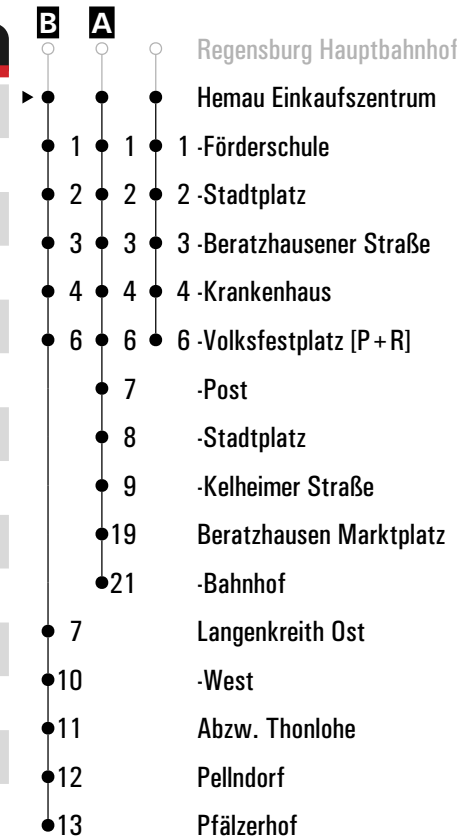 B A
Regensburg Hauptbahnhof
Hemau Einkaufszentrum
1 1 1 -Förderschule
2 2 2 -Stadtplatz
3 3 3 -Beratzhausener Straße
4 4 4 -Krankenhaus
6 6 6 -Volksfestplatz [P+R]
7 -Post
8 -Stadtplatz
9 -Kelheimer Straße
19 Beratzhausen Marktplatz
21 -Bahnhof
7 Langenkreith Ost
10 -West
11 Abzw. Thonlohe
12 Pellndorf
13 Pfälzerhof